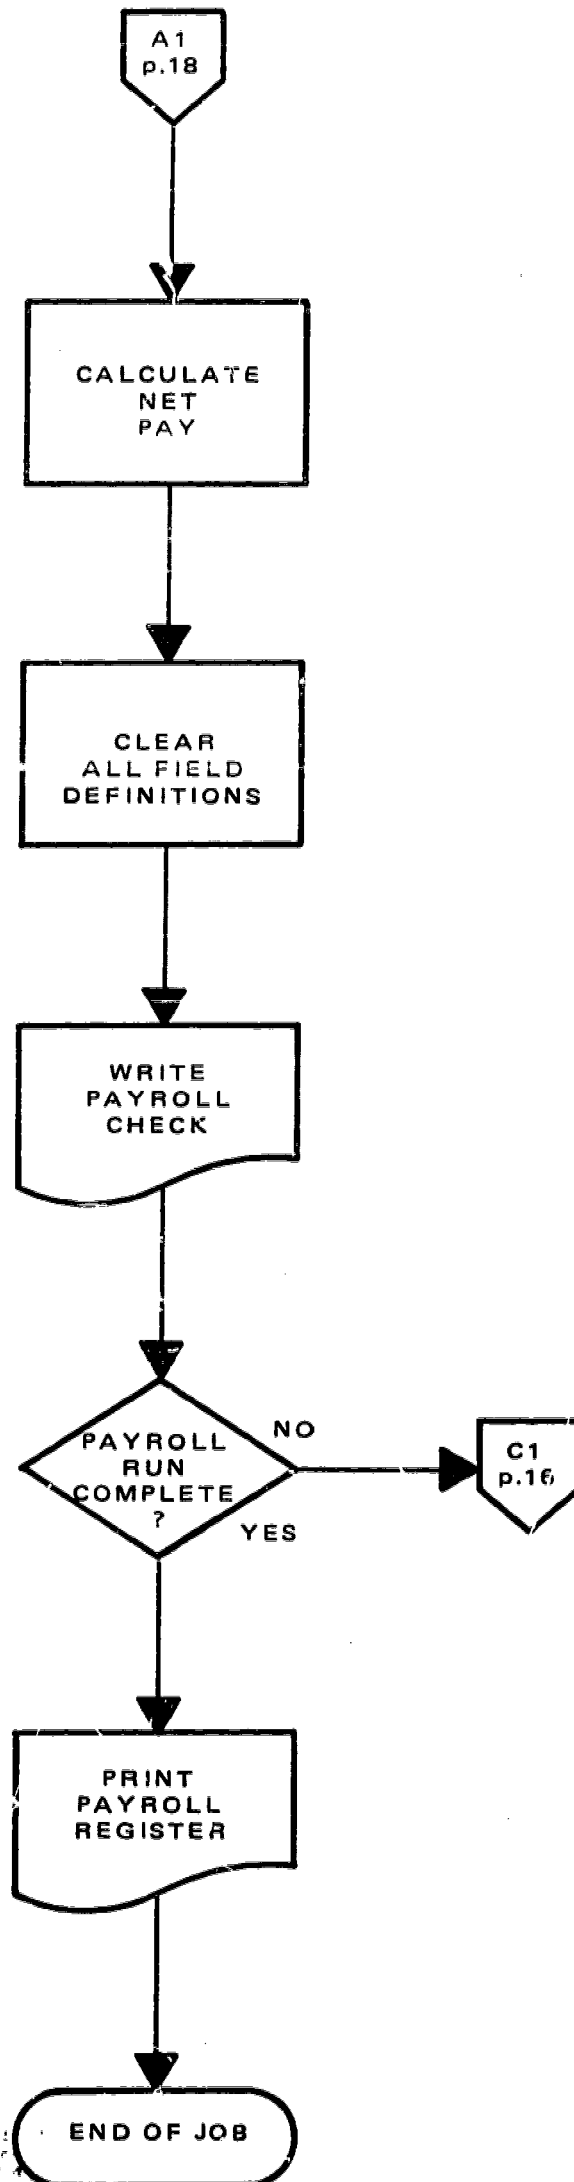 A1
p.18
CALCULATE
NET
PAY
CLEAR
ALL FIELD
DEFINITIONS
WRITE
PAYROLL
CHECK
PAYROLL
RUN
COMPLETE
?
NO
YES
C1
p.16
PRINT
PAYROLL
REGISTER
END OF JOB